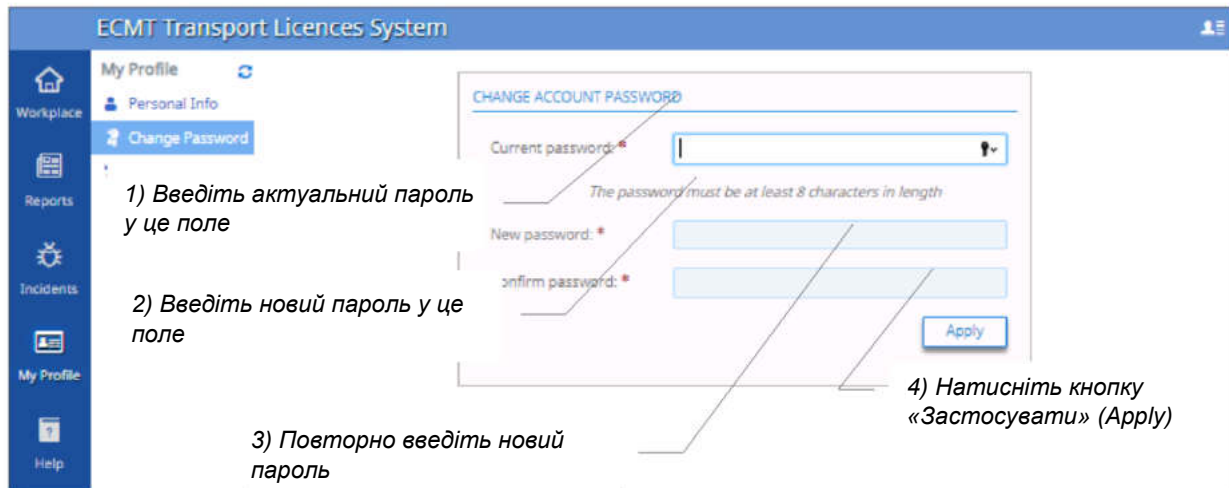 ECMT Transport Licences System
My Profile
Personal Info
Change Password
Workplace
Reports
Incidents
My Profile
Help
CHANGE ACCOUNT PASSWORD
Current password: *
The password must be at least 8 characters in length
New password: *
onfirm password: *
Apply
1) Введіть актуальний пароль
у це поле
2) Введіть новий пароль у це
поле
3) Повторно введіть новий
пароль
4) Натисніть кнопку
«Застосувати» (Apply)